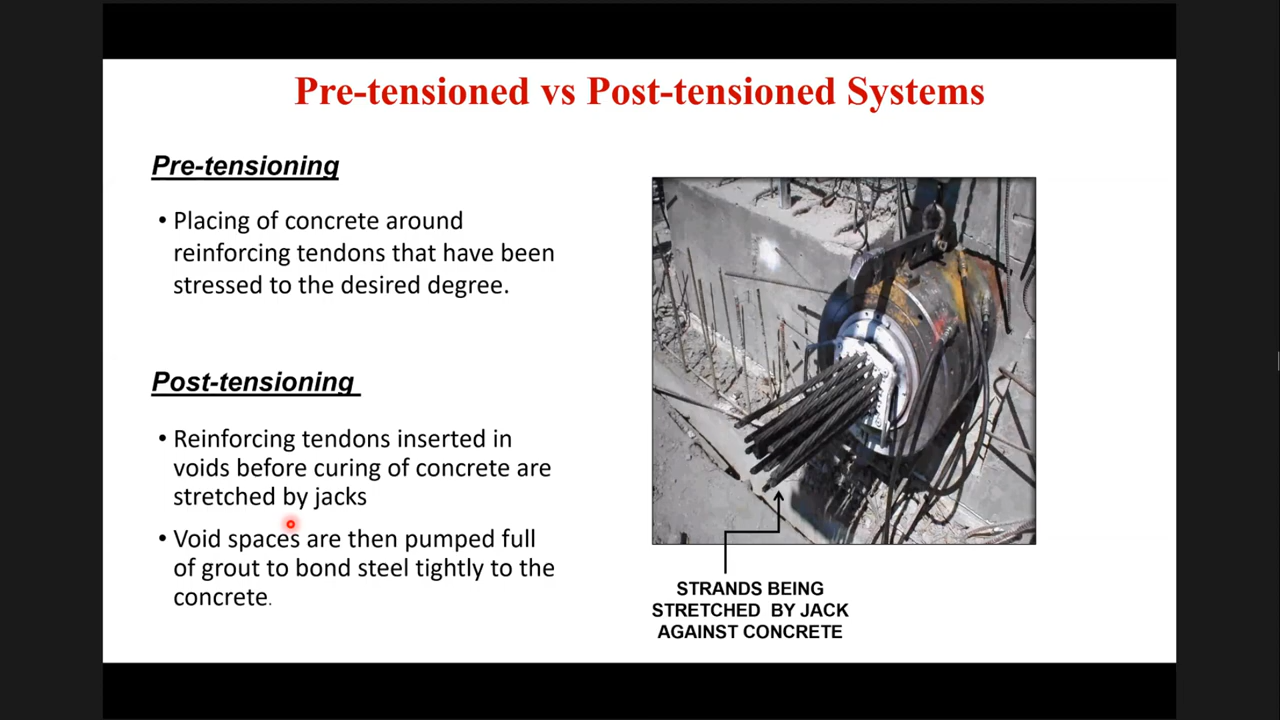 Pre-tensioned vs Post-tensioned Systems
Pre-tensioning
• Placing of concrete around
reinforcing tendons that have been
stressed to the desired degree.
Post-tensioning
• Reinforcing tendons inserted in
voids before curing of concrete are
stretched by jacks
• Void spaces are then pumped full
of grout to bond steel tightly to the
concrete.
STRANDS BEING
STRETCHED BY JACK
AGAINST CONCRETE